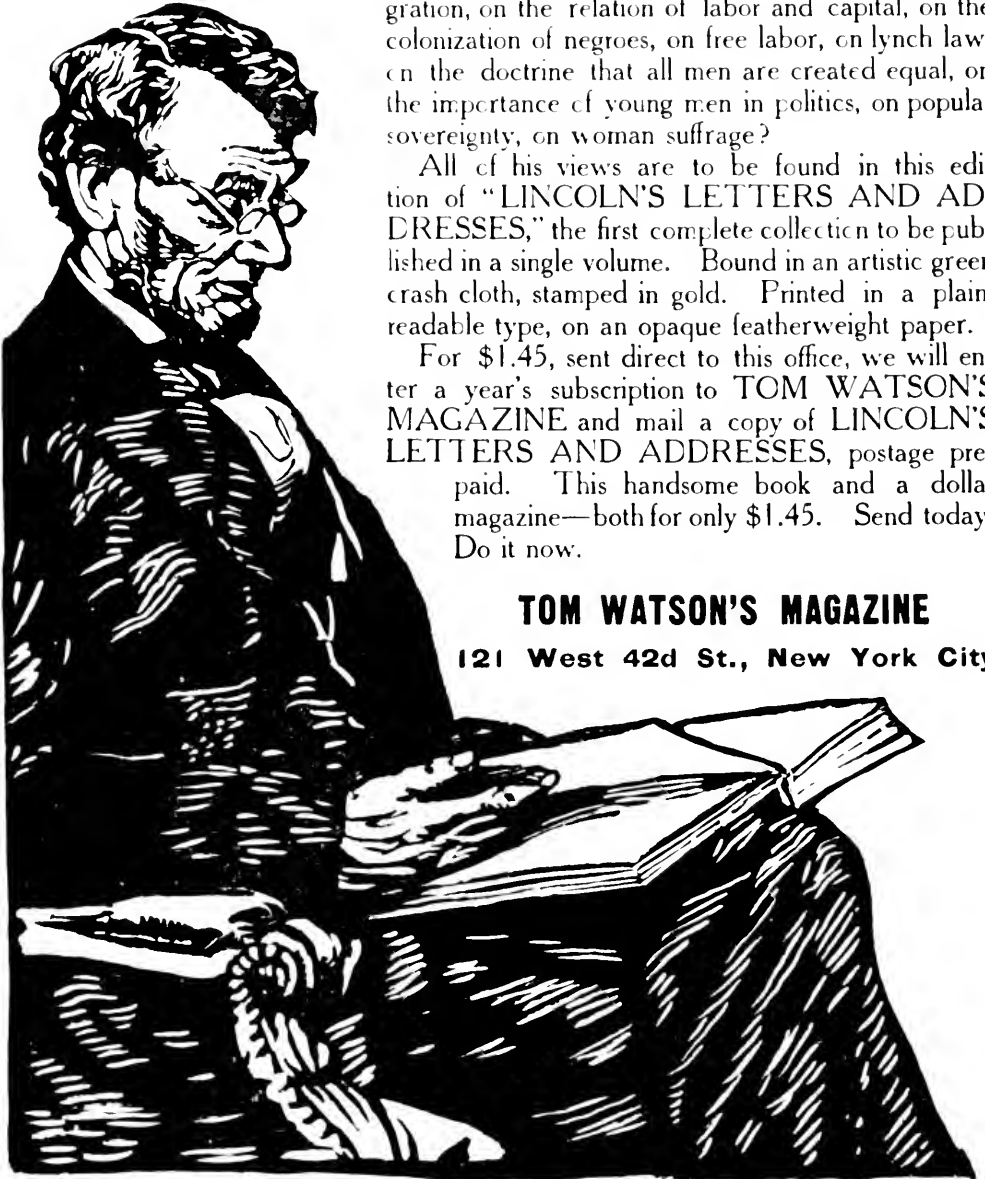 gration, on the relation of labor and capital, on the
colonization of negroes, on free labor, on lynch law
on the doctrine that all men are created equal, on
the importance of young men in politics, on popula
sovereignty, on woman suffrage?
All of his views are to be found in this edi
tion of "LINCOLN'S LETTERS AND AD
DRESSES," the first complete collection to be pub
lished in a single volume. Bound in an artistic green
crash cloth, stamped in gold. Printed in a plain
readable type, on an opaque featherweight paper.
For $1.45, sent direct to this office, we will en
ter a year's subscription to TOM WATSON'S
MAGAZINE and mail a copy of LINCOLN'S
LETTERS AND ADDRESSES, postage pre
paid. This handsome book and a dolla
magazine—both for only $1.45. Send today
Do it now.
TOM WATSON'S MAGAZINE
121 West 42d St., New York City